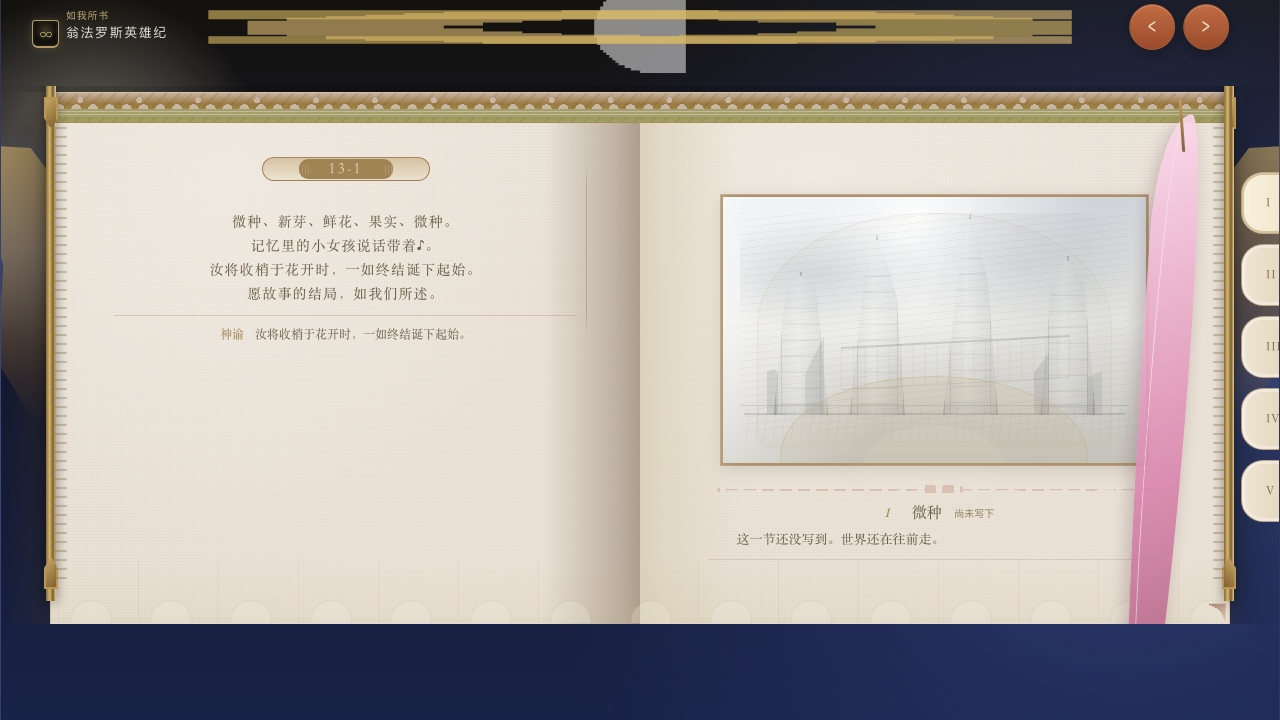 如我所书
∞ 翁法罗斯英雄纪
< >
13-1
微种、新芽、鲜花、果实、微种。
记忆里的小女孩说话带着♪。
汝将收梢于花开时，一如终结诞下起始。
愿故事的结局，如我们所述。
神谕 汝将收梢于花开时，一如终结诞下起始。
I 微种 尚未写下
这一节还没写到。世界还在往前走。
I
II
III
IV
V